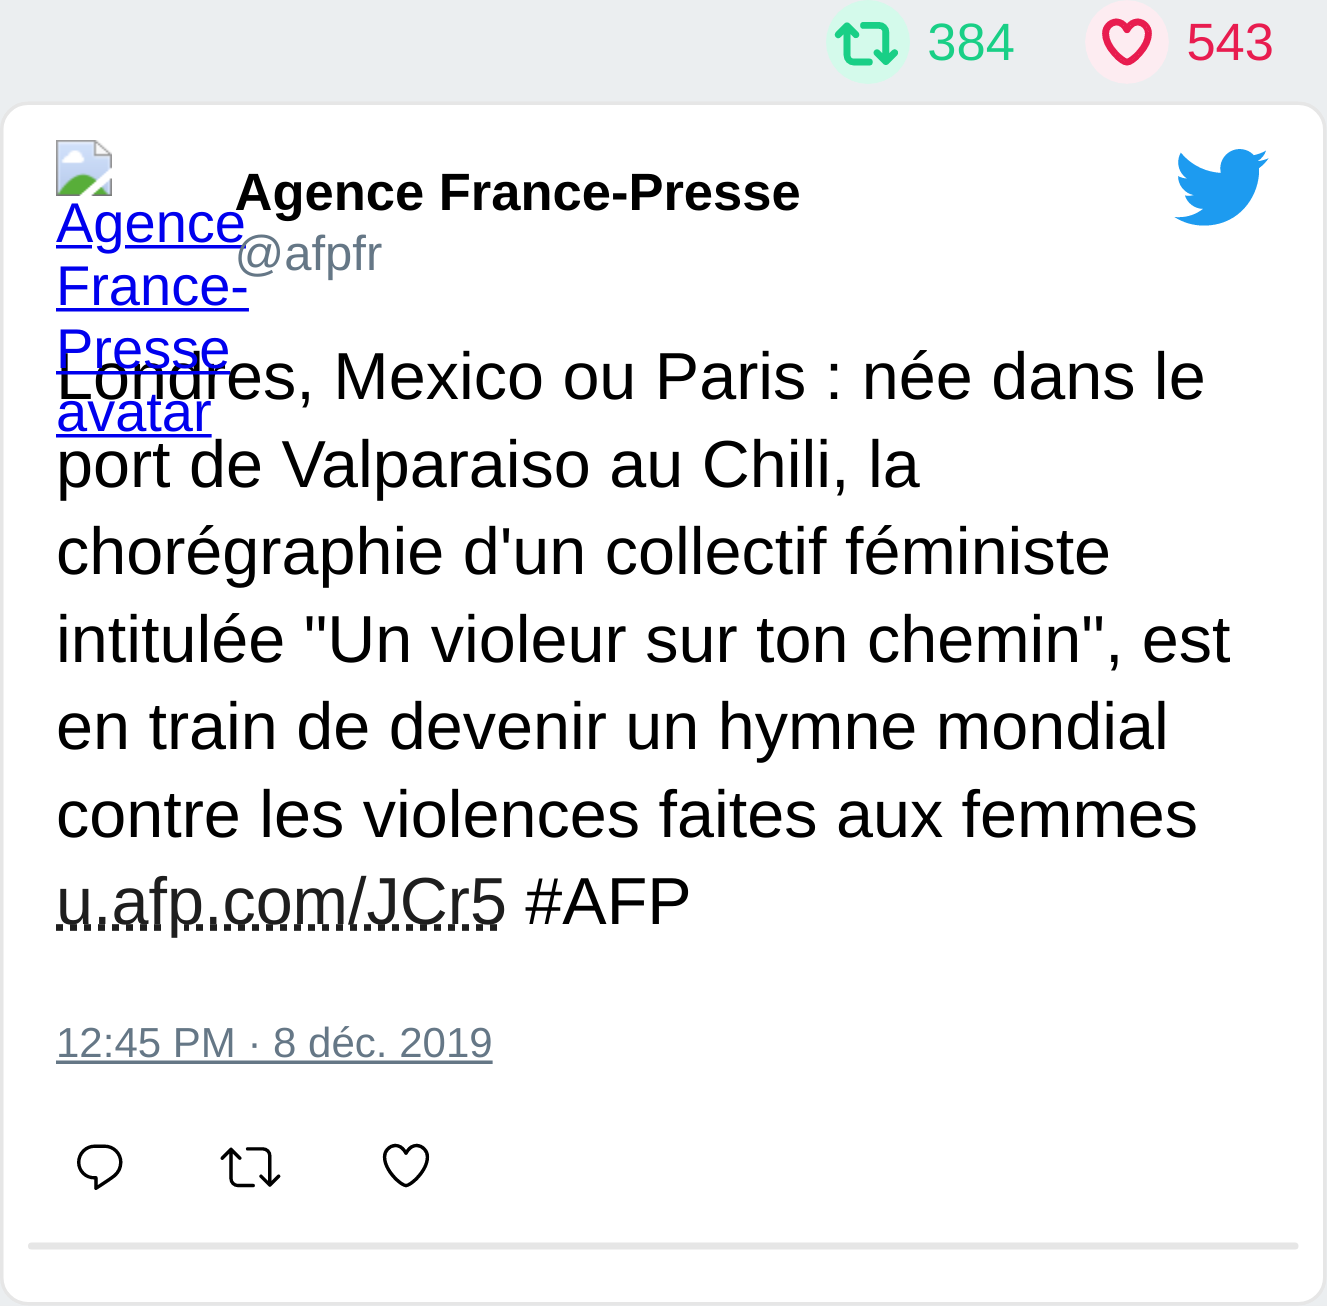 384 543
Agence
France-
Presse
avatar
Agence France-Presse
@afpfr
Londres, Mexico ou Paris : née dans le
port de Valparaiso au Chili, la
chorégraphie d'un collectif féministe
intitulée "Un violeur sur ton chemin", est
en train de devenir un hymne mondial
contre les violences faites aux femmes
u.afp.com/JCr5 #AFP
12:45 PM · 8 déc. 2019